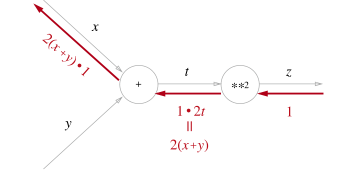 x
2(x+y)•1
t
z
+
**2
1•2t
1
=
y
2(x+y)